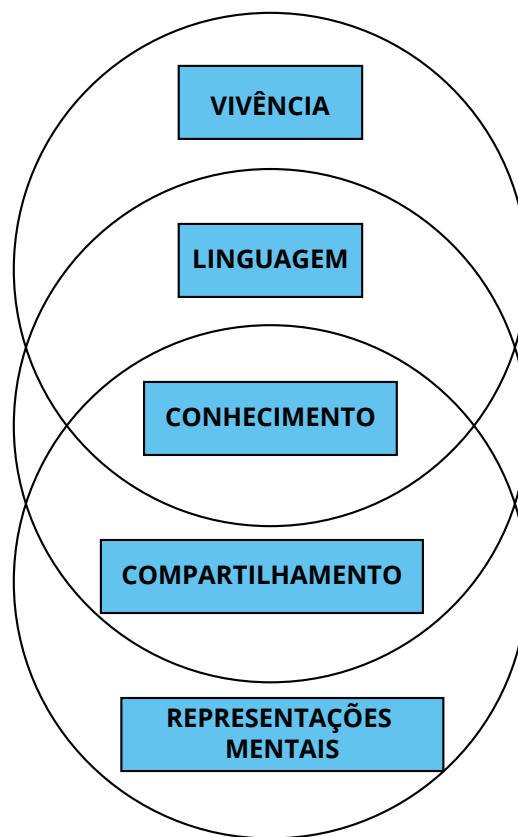 VIVÊNCIA
LINGUAGEM
CONHECIMENTO
COMPARTILHAMENTO
REPRESENTAÇÕES
MENTAIS